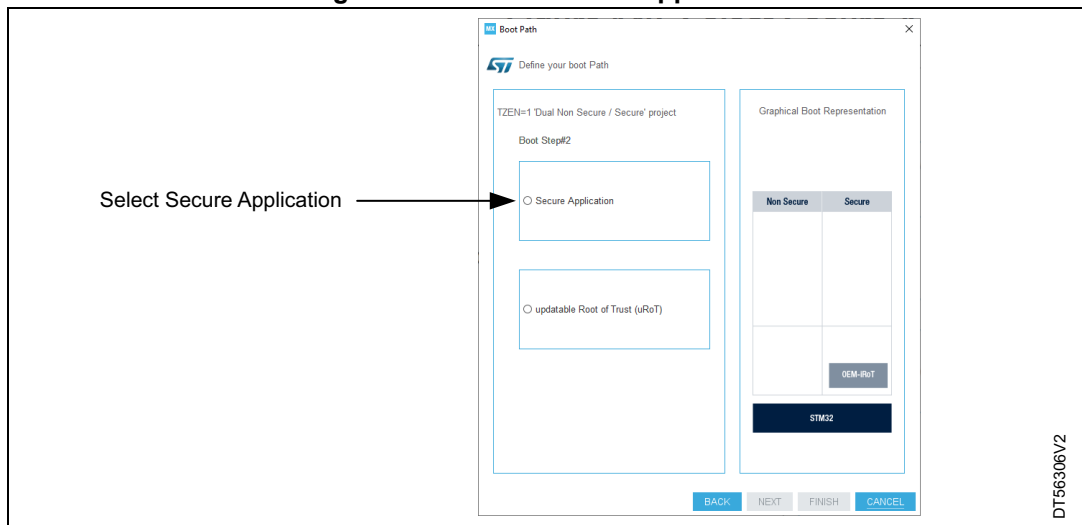 MX Boot Path
ST Define your boot Path
TZEN=1 'Dual Non Secure / Secure' project
Boot Step#2
Select Secure Application
Secure Application
updatable Root of Trust (uRoT)
Graphical Boot Representation
Non Secure Secure
OEM-iRoT
STM32
BACK NEXT FINISH CANCEL
DT56306V2